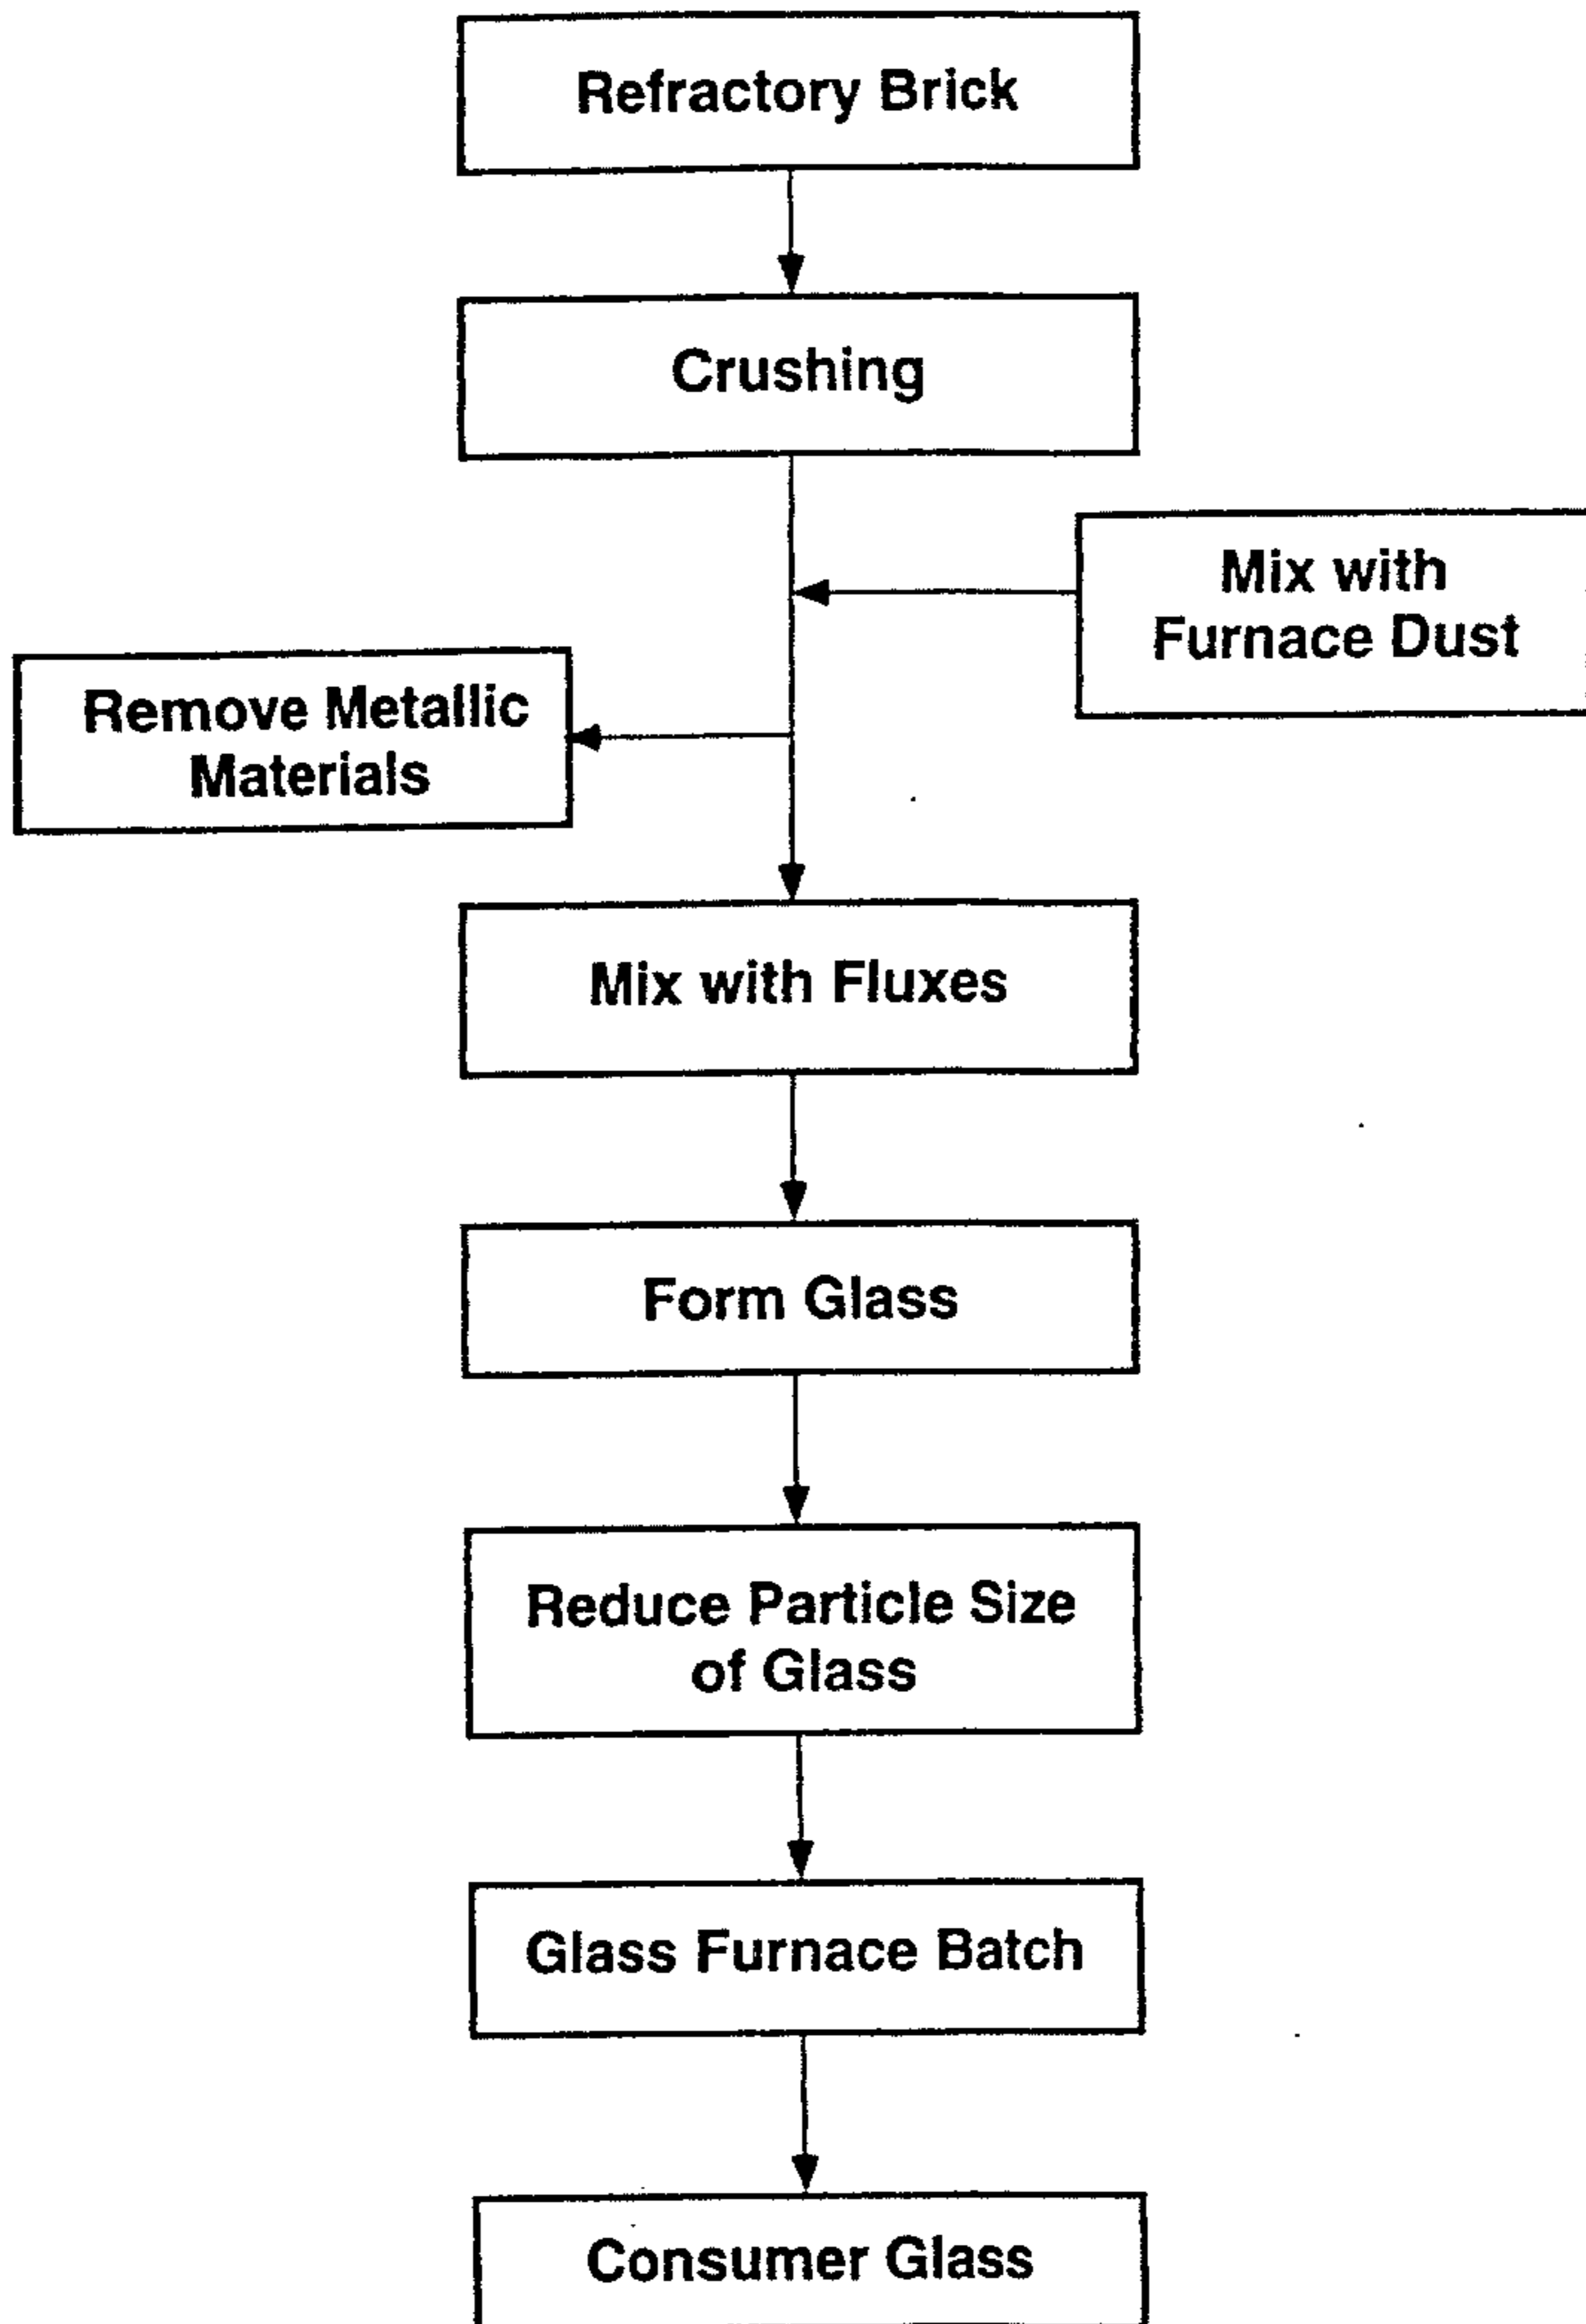 Refractory Brick
Crushing
Mix with
Furnace Dust
Remove Metallic
Materials
Mix with Fluxes
Form Glass
Reduce Particle Size
of Glass
Glass Furnace Batch
Consumer Glass